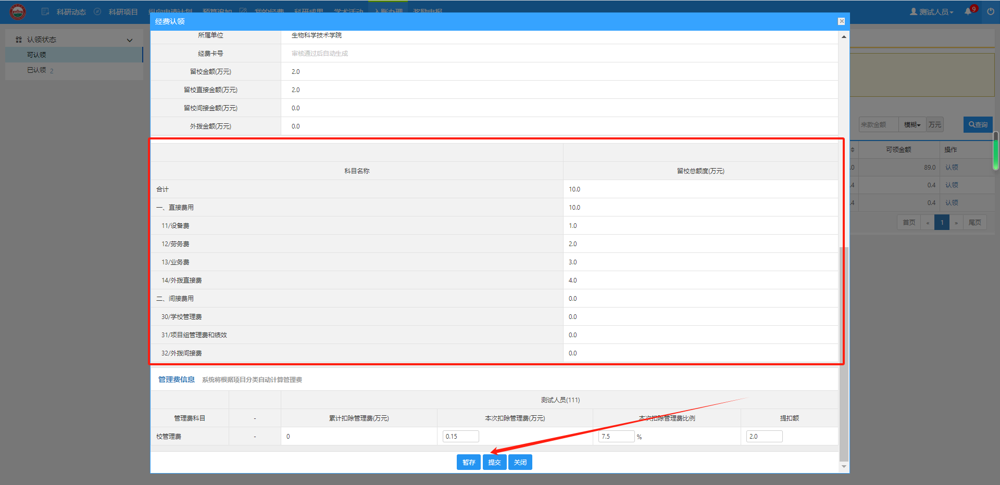 科研动态 科研项目 纵向申请计划 预算追加 我的经费 科研成果 学术活动 入账办理 奖励申报 测试人员 9
经费认领
认领状态
可认领
已认领 2
所属单位 生物科学技术学院
经费卡号 审核通过后自动生成
留校金额(万元) 2.0
留校直接金额(万元) 2.0
留校间接金额(万元) 0.0
外拨金额(万元) 0.0
科目名称 留校总额度(万元)
合计 10.0
一、直接费用 10.0
11/设备费 1.0
12/劳务费 2.0
13/业务费 3.0
14/外拨直接费 4.0
二、间接费用 0.0
30/学校管理费 0.0
31/项目组管理费和绩效 0.0
32/外拨间接费 0.0
管理费信息 系统将根据项目分类自动计算管理费
测试人员(111)
管理费科目 - 累计扣除管理费(万元) 本次扣除管理费(万元) 本次扣除管理费比例 提扣额
校管理费 - 0 0.15 7.5 % 2.0
暂存 提交 关闭
来款金额 模糊 万元 查询
可领金额 操作
.0 89.0 认领
.4 0.4 认领
.4 0.4 认领
首页 « 1 » 尾页